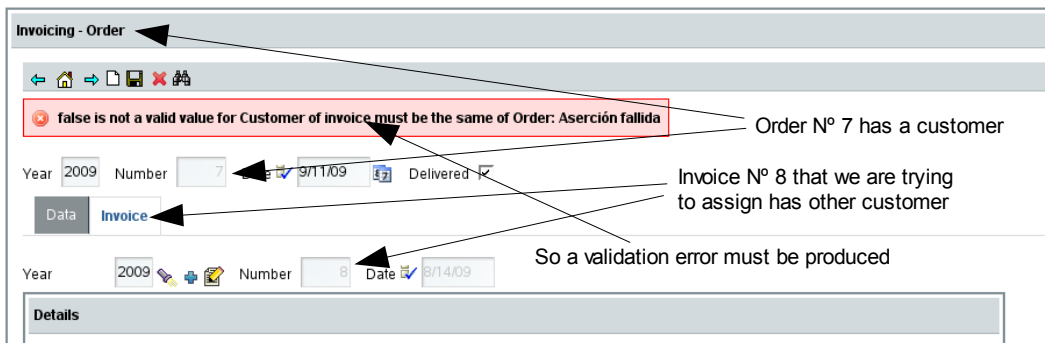 Invoicing - Order
false is not a valid value for Customer of invoice must be the same of Order: Aserción fallida
Order Nº 7 has a customer
Year 2009 Number 7 Date 9/11/09 Delivered
Invoice Nº 8 that we are trying
to assign has other customer
Data Invoice
So a validation error must be produced
Year 2009 Number 8 Date 8/14/09
Details